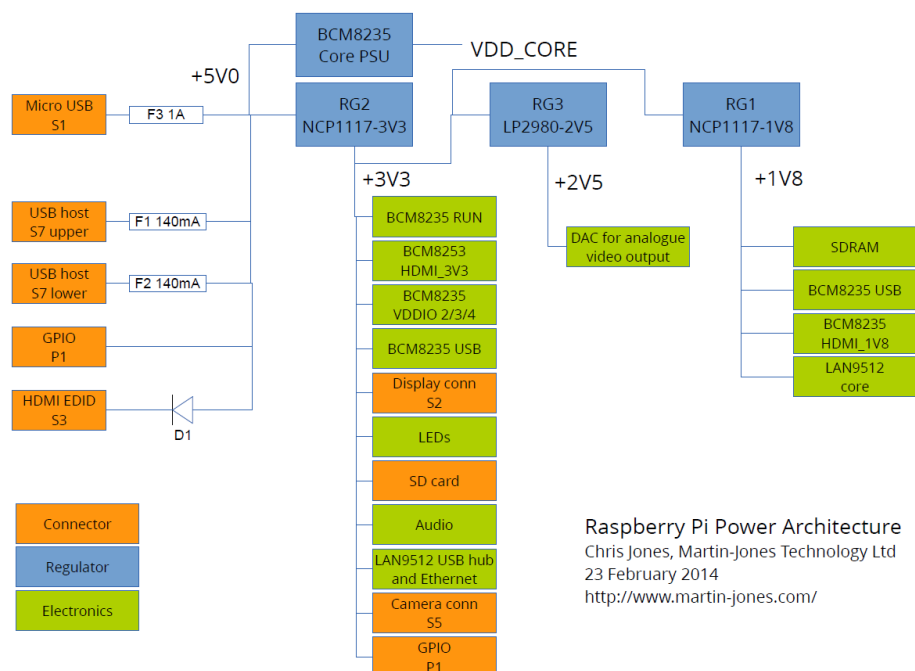 BCM8235
Core PSU
VDD_CORE
+5V0
Micro USB
S1
F3 1A
RG2
NCP1117-3V3
RG3
LP2980-2V5
RG1
NCP1117-1V8
+3V3
+2V5
+1V8
USB host
S7 upper
F1 140mA
USB host
S7 lower
F2 140mA
GPIO
P1
HDMI EDID
S3
D1
BCM8235 RUN
BCM8253
HDMI_3V3
BCM8235
VDDIO 2/3/4
BCM8235 USB
Display conn
S2
LEDs
SD card
Audio
LAN9512 USB hub
and Ethernet
Camera conn
S5
GPIO
P1
DAC for analogue
video output
SDRAM
BCM8235 USB
BCM8235
HDMI_1V8
LAN9512
core
Connector
Regulator
Electronics
Raspberry Pi Power Architecture
Chris Jones, Martin-Jones Technology Ltd
23 February 2014
http://www.martin-jones.com/